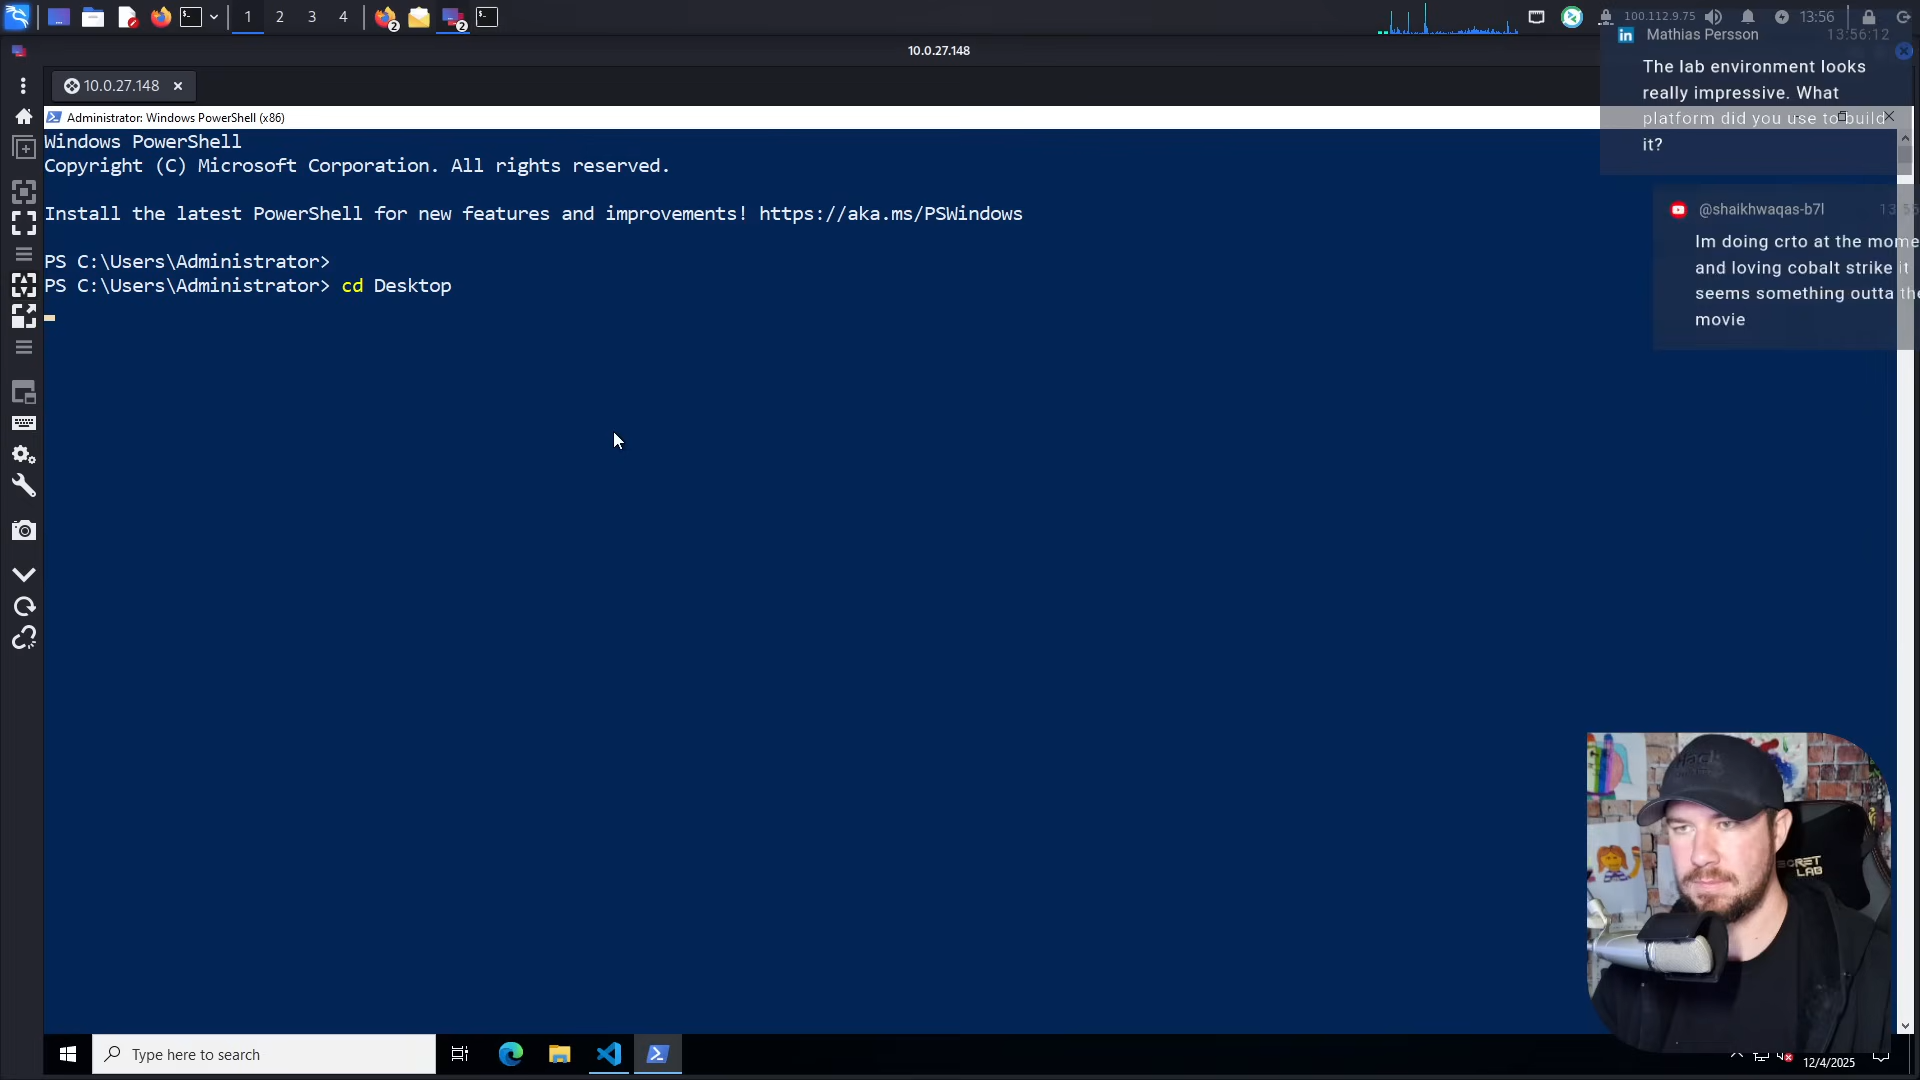 1
2
3
4
2
2
100.112.9.75
13:56
10.0.27.148
Mathias Persson
13:56:12
The lab environment looks
really impressive. What
platform did you use to build
it?
10.0.27.148
Administrator: Windows PowerShell (x86)
Windows PowerShell
Copyright (C) Microsoft Corporation. All rights reserved.
Install the latest PowerShell for new features and improvements! https://aka.ms/PSWindows
@shaikhwaqas-b7l
Im doing crto at the mome
and loving cobalt strike it
seems something outta the
movie
PS C:\Users\Administrator>
PS C:\Users\Administrator> cd Desktop
SECRET
LAB
Type here to search
12/4/2025